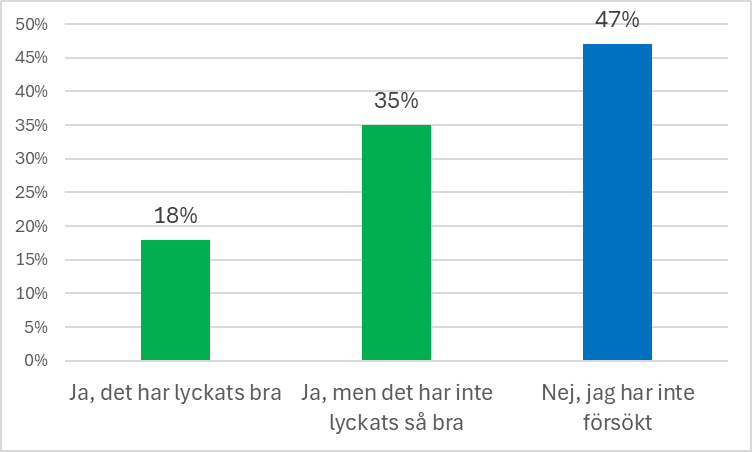 50%
45%
40%
35%
30%
25%
20%
15%
10%
5%
0%
18%
35%
47%
Ja, det har lyckats bra
Ja, men det har inte
lyckats så bra
Nej, jag har inte
försökt